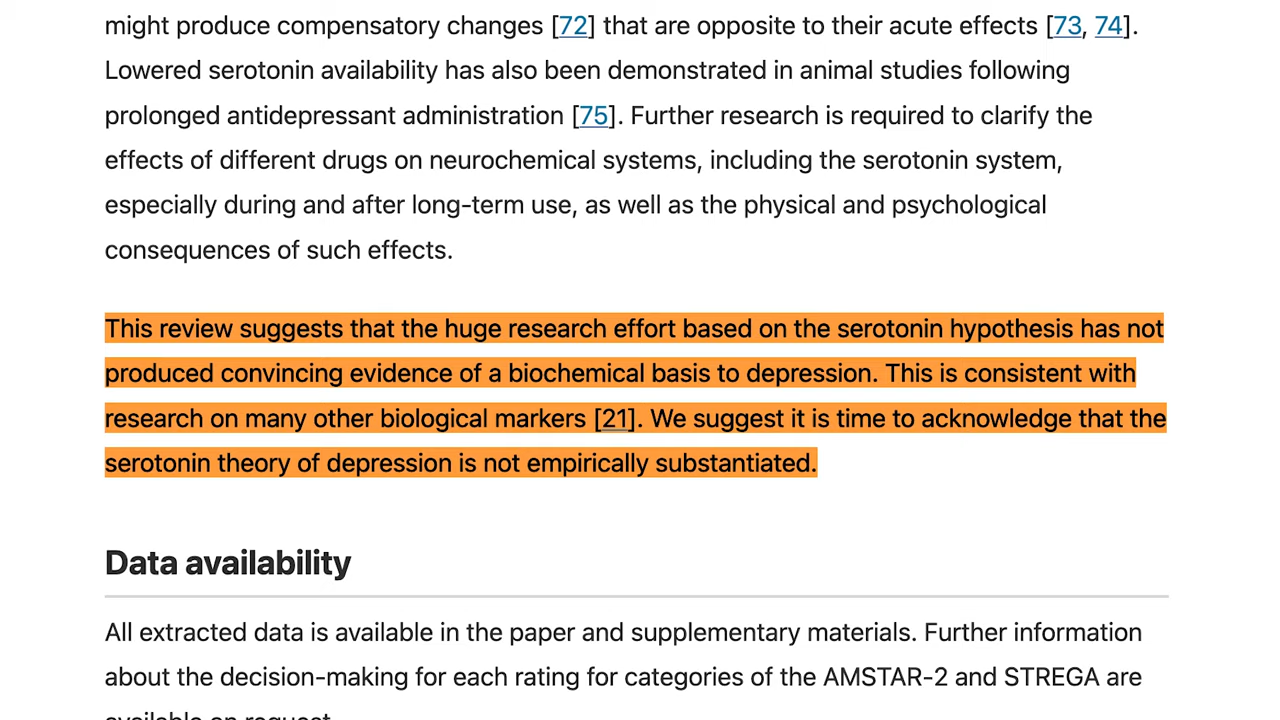 might produce compensatory changes [72] that are opposite to their acute effects [73, 74].
Lowered serotonin availability has also been demonstrated in animal studies following
prolonged antidepressant administration [75]. Further research is required to clarify the
effects of different drugs on neurochemical systems, including the serotonin system,
especially during and after long-term use, as well as the physical and psychological
consequences of such effects.
This review suggests that the huge research effort based on the serotonin hypothesis has not
produced convincing evidence of a biochemical basis to depression. This is consistent with
research on many other biological markers [21]. We suggest it is time to acknowledge that the
serotonin theory of depression is not empirically substantiated.
Data availability
All extracted data is available in the paper and supplementary materials. Further information
about the decision-making for each rating for categories of the AMSTAR-2 and STREGA are
available on request.